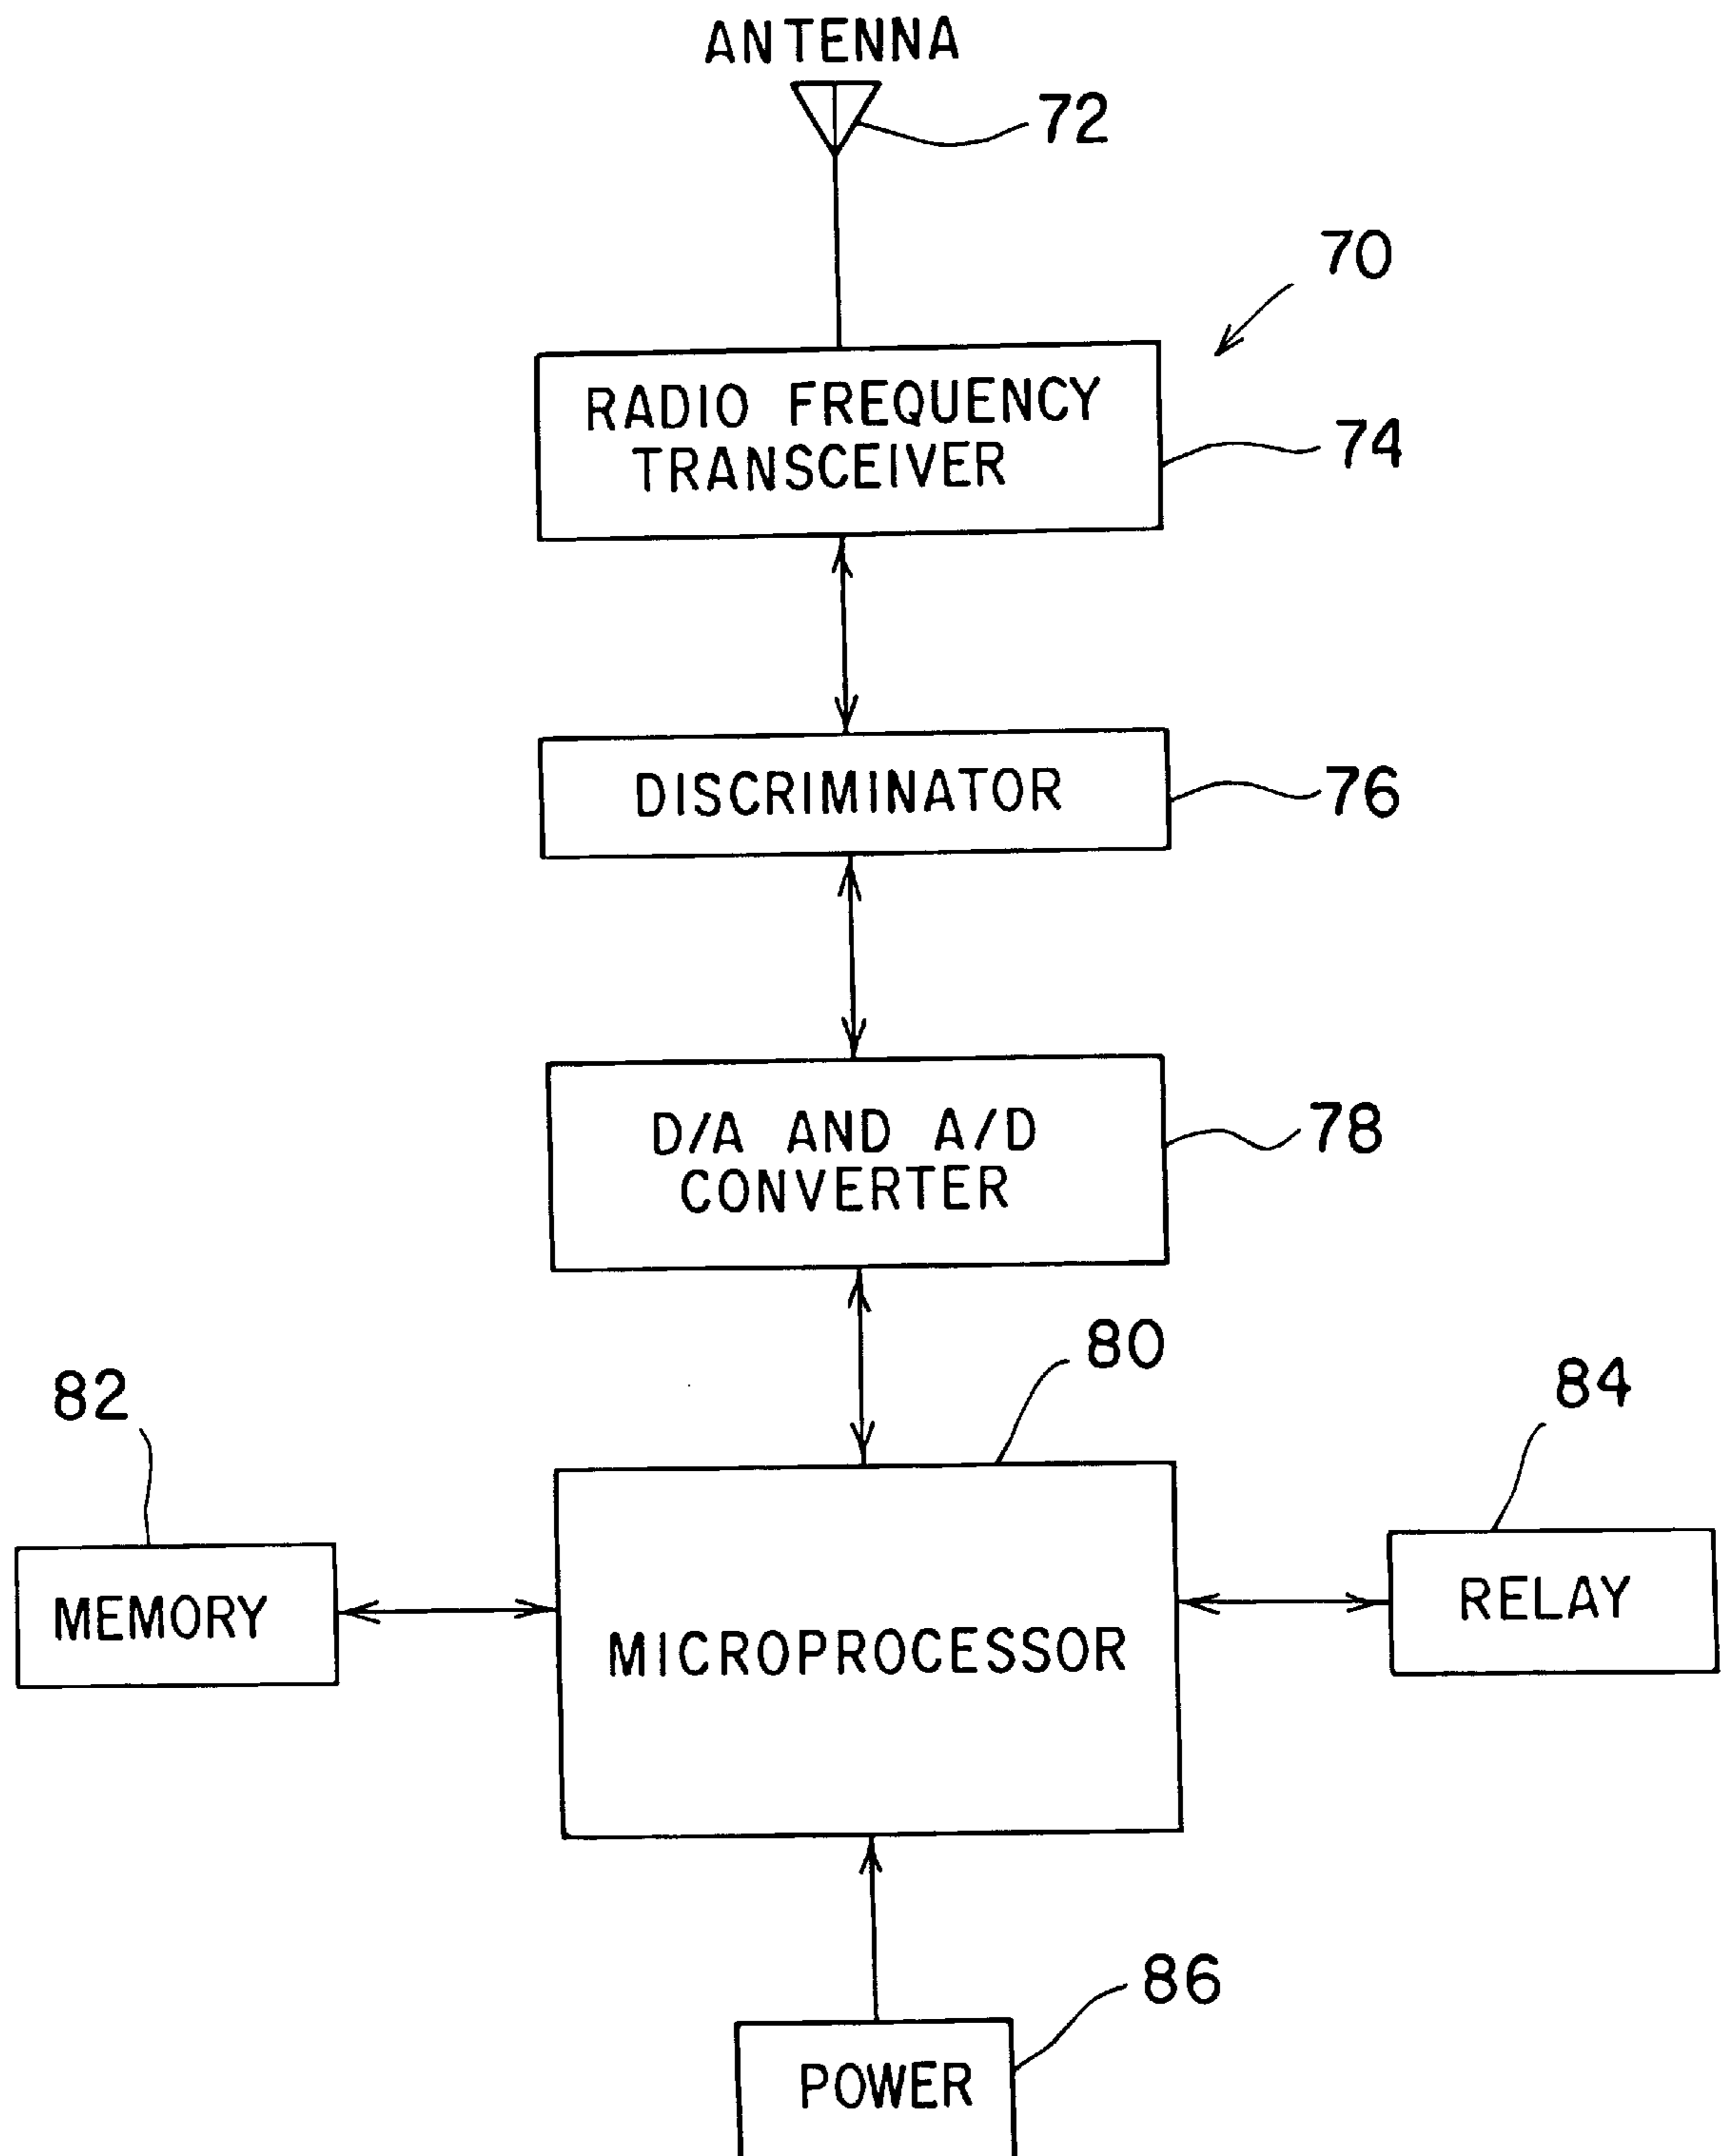 ANTENNA
72
70
RADIO FREQUENCY
TRANSCEIVER
74
DISCRIMINATOR
76
D/A AND A/D
CONVERTER
78
80
82
84
MEMORY
MICROPROCESSOR
RELAY
86
POWER